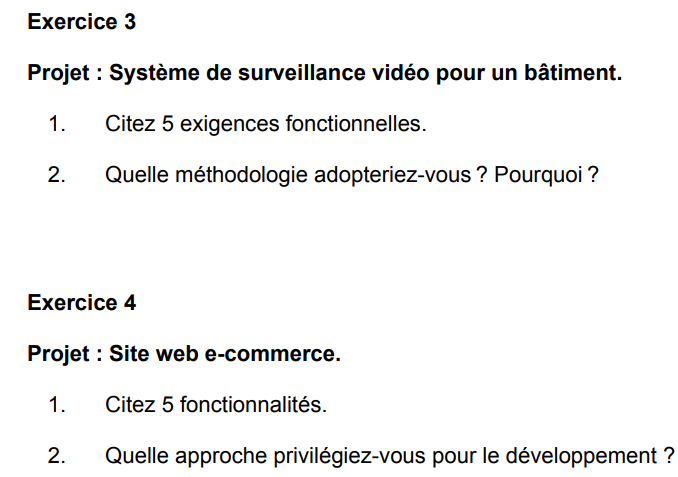 Exercice 3
Projet : Système de surveillance vidéo pour un bâtiment.
1. Citez 5 exigences fonctionnelles.
2. Quelle méthodologie adopteriez-vous ? Pourquoi ?
Exercice 4
Projet : Site web e-commerce.
1. Citez 5 fonctionnalités.
2. Quelle approche privilégiez-vous pour le développement ?